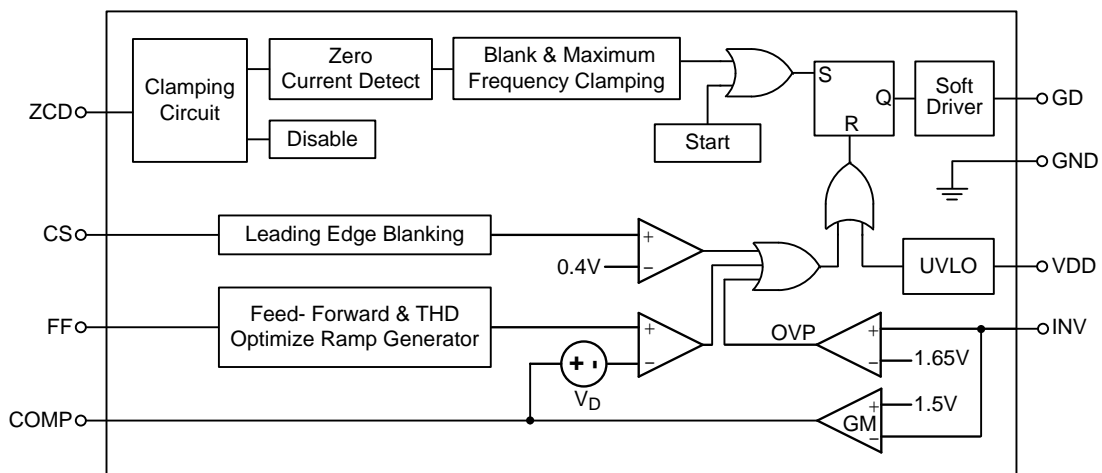 Zero
Current Detect
Blank & Maximum
Frequency Clamping
Clamping
Circuit
ZCD
Disable
Start
S
Q
R
Soft
Driver
GD
GND
CS
Leading Edge Blanking
+
0.4V
−
UVLO
VDD
FF
Feed- Forward & THD
Optimize Ramp Generator
+
−
+ -
VD
OVP
+
−
1.65V
INV
COMP
GM
+
−
1.5V